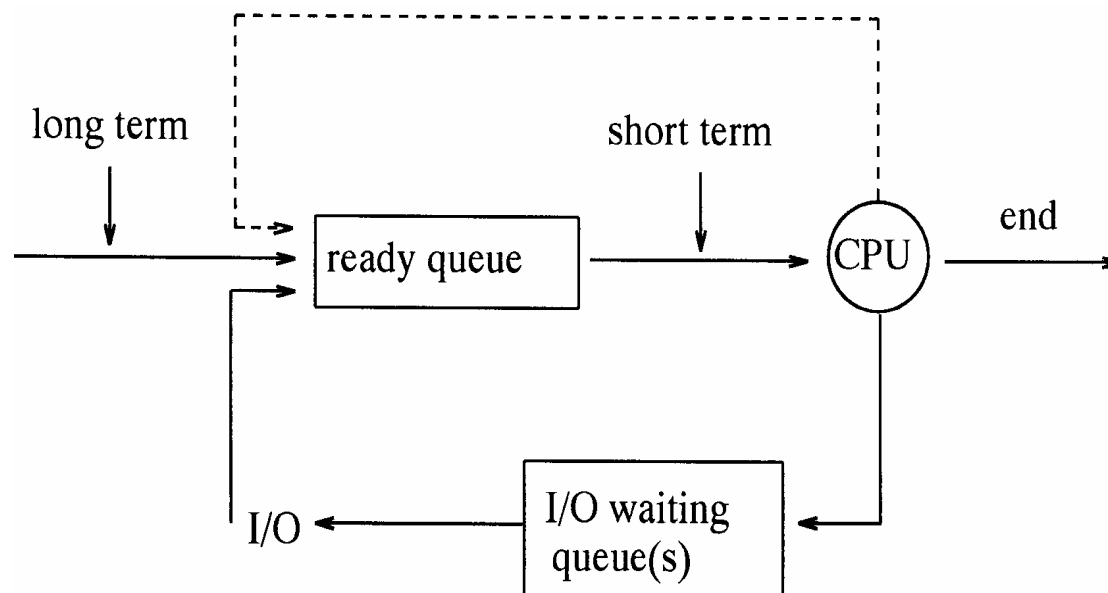 long term
short term
end
ready queue
CPU
I/O
I/O waiting
queue(s)